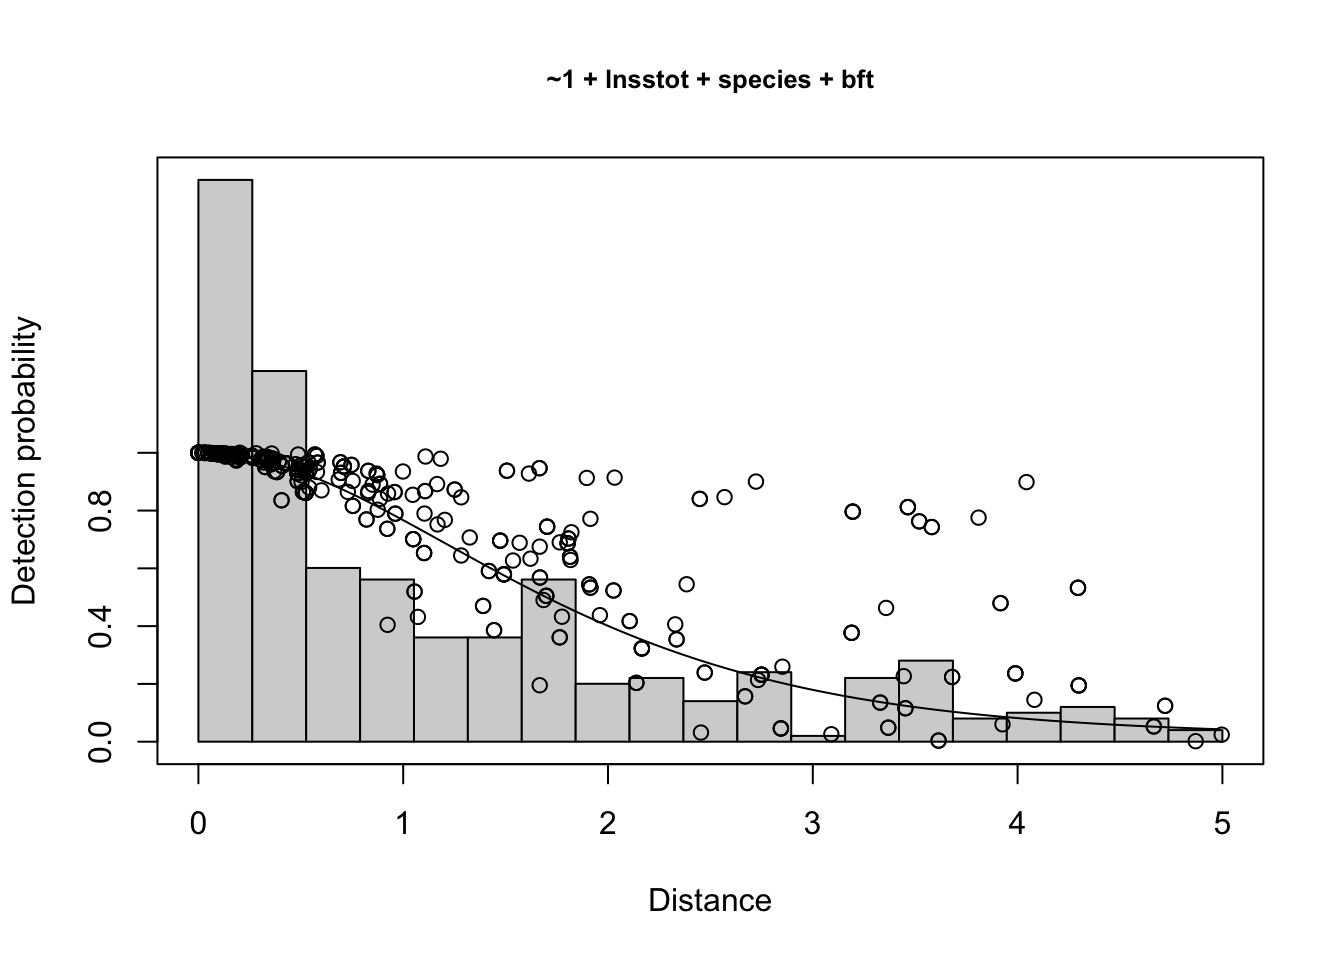 ~1 + lnsstot + species + bft
Detection probability
0.8
0.4
0.0
0 1 2 3 4 5
Distance